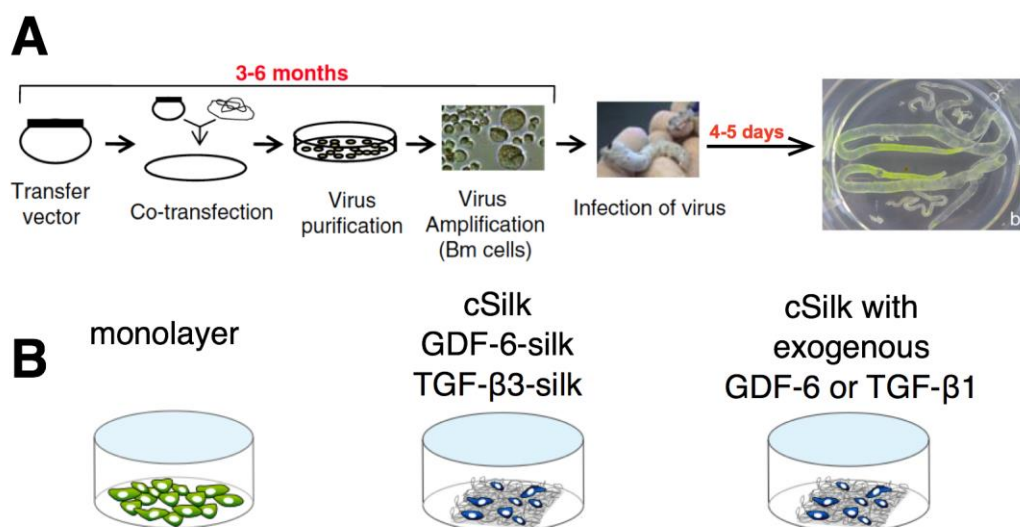 A
3-6 months
4-5 days
b
Transfer
vector
Co-transfection
Virus
purification
Virus
Amplification
(Bm cells)
Infection of virus
B
monolayer
cSilk
GDF-6-silk
TGF-β3-silk
cSilk with
exogenous
GDF-6 or TGF-β1